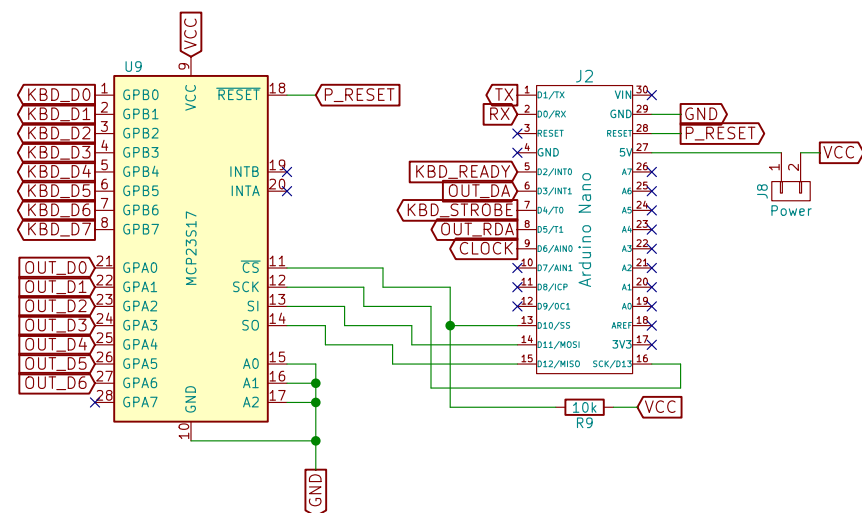 VCC
U9
9
VCC
KBD_D0 1 GPB0
KBD_D1 2 GPB1
KBD_D2 3 GPB2
KBD_D3 4 GPB3
KBD_D4 5 GPB4
KBD_D5 6 GPB5
KBD_D6 7 GPB6
KBD_D7 8 GPB7
OUT_D0 21 GPA0
OUT_D1 22 GPA1
OUT_D2 23 GPA2
OUT_D3 24 GPA3
OUT_D4 25 GPA4
OUT_D5 26 GPA5
OUT_D6 27 GPA6
28 GPA7
MCP23S17
RESET 18 P_RESET
INTB 19
INTA 20
CS 11
SCK 12
SI 13
SO 14
A0 15
A1 16
A2 17
GND
10
GND
J2
TX 1 D1/TX
RX 2 D0/RX
3 RESET
4 GND
KBD_READY 5 D2/INT0
OUT_DA 6 D3/INT1
KBD_STROBE 7 D4/T0
OUT_RDA 8 D5/T1
CLOCK 9 D6/AIN0
10 D7/AIN1
11 D8/ICP
12 D9/OC1
13 D10/SS
14 D11/MOSI
15 D12/MISO
Arduino Nano
VIN 30
GND 29 GND
RESET 28 P_RESET
5V 27
A7 26
A6 25
A5 24
A4 23
A3 22
A2 21
A1 20
A0 19
AREF 18
3V3 17
SCK/D13 16
1 2 VCC
J8
Power
10k VCC
R9